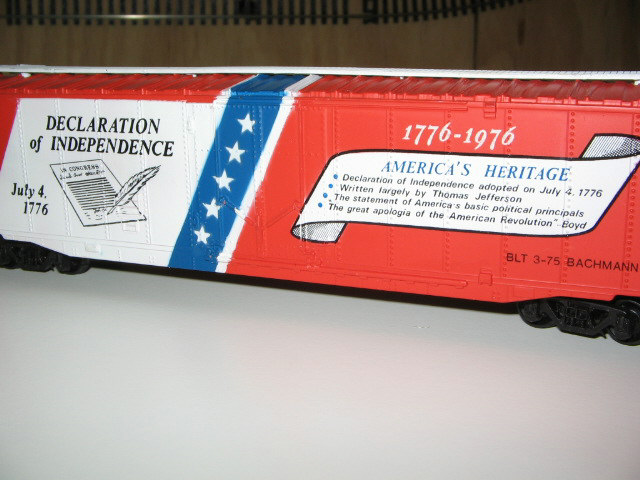 DECLARATION
of INDEPENDENCE
IN CONGRESS
July 4,
1776
1776-1976
AMERICA'S HERITAGE
• Declaration of Independence adopted on July 4, 1776
• Written largely by Thomas Jefferson
• The statement of America's basic political principals
• The great apologia of the American Revolution" Boyd
BLT 3-75 BACHMANN